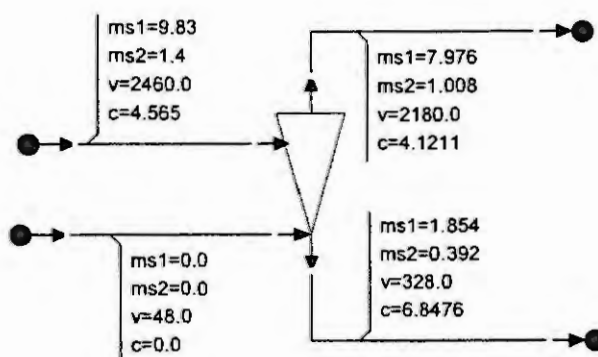 ms1=9.83
ms2=1.4
v=2460.0
c=4.565
ms1=7.976
ms2=1.008
v=2180.0
c=4.1211
ms1=0.0
ms2=0.0
v=48.0
c=0.0
ms1=1.854
ms2=0.392
v=328.0
c=6.8476